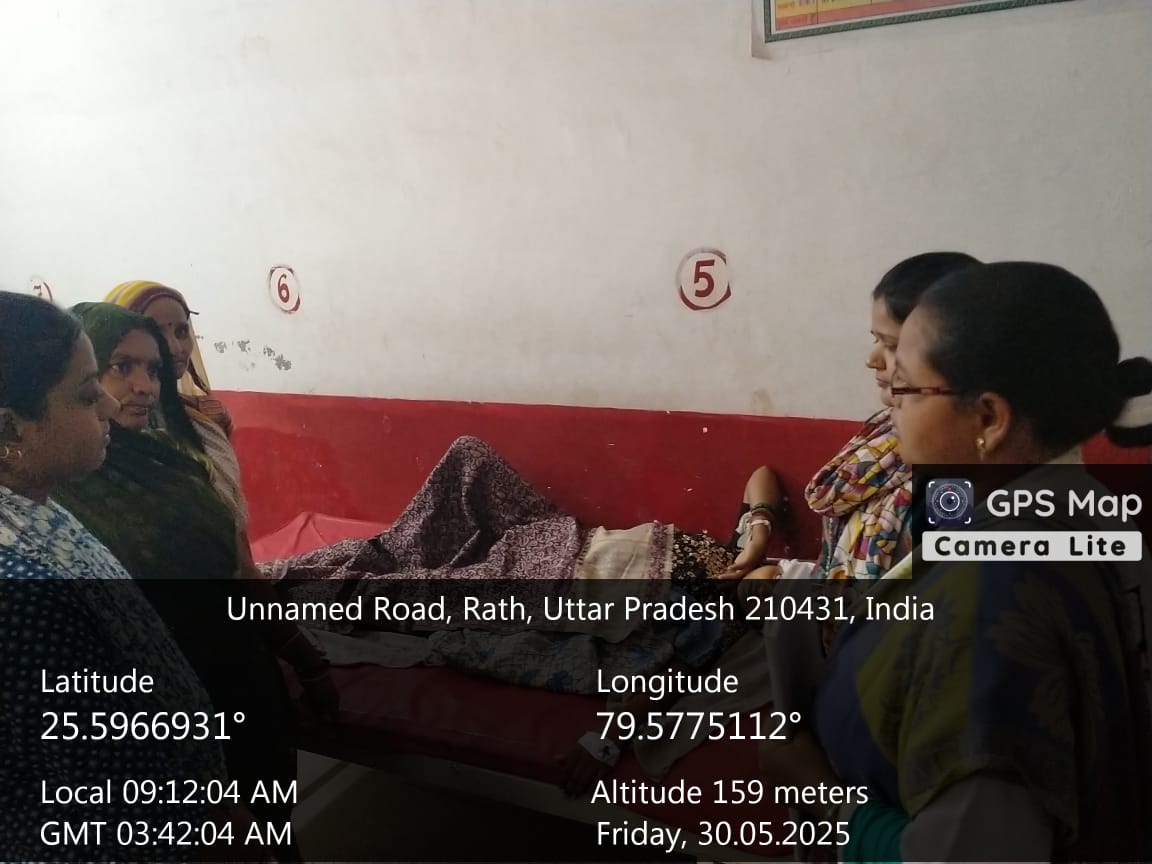 7
6
5
GPS Map
Camera Lite
Unnamed Road, Rath, Uttar Pradesh 210431, India
Latitude
25.5966931°
Longitude
79.5775112°
Local 09:12:04 AM
GMT 03:42:04 AM
Altitude 159 meters
Friday, 30.05.2025